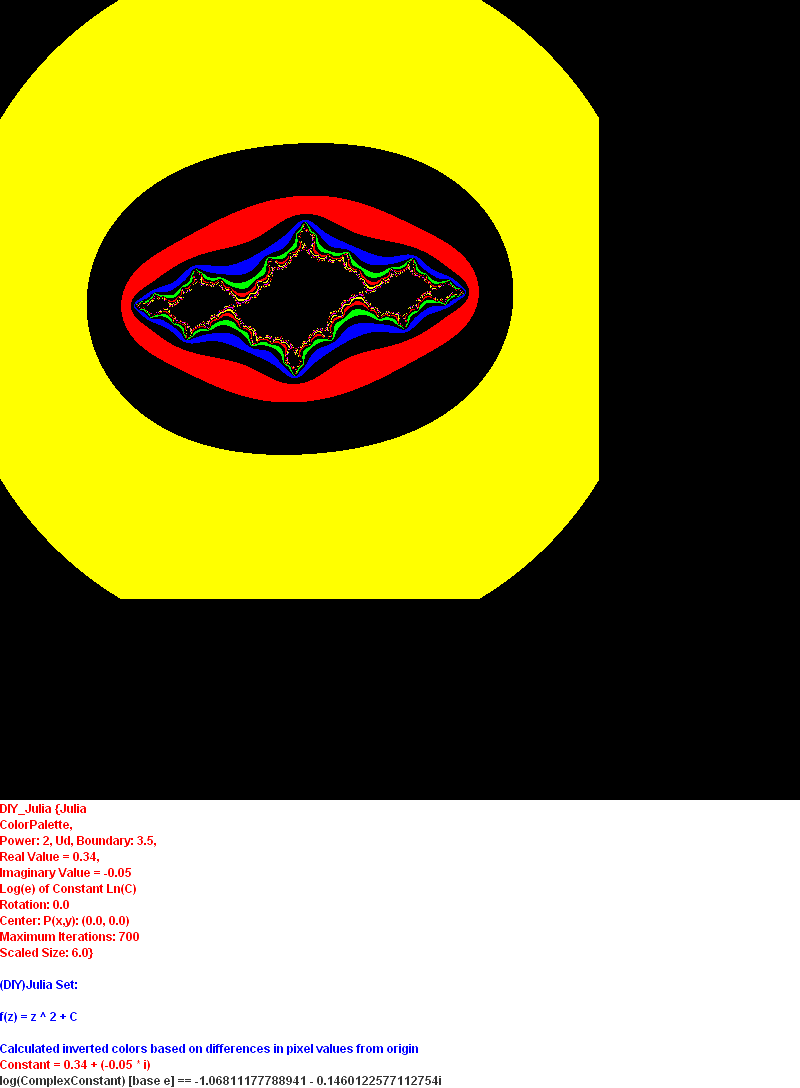 DIY_Julia {Julia
ColorPalette,
Power: 2, Ud, Boundary: 3.5,
Real Value = 0.34,
Imaginary Value = -0.05
Log(e) of Constant Ln(C)
Rotation: 0.0
Center: P(x,y): (0.0, 0.0)
Maximum Iterations: 700
Scaled Size: 6.0}
(DIY)Julia Set:
f(z) = z ^ 2 + C
Calculated inverted colors based on differences in pixel values from origin
Constant = 0.34 + (-0.05 * i)
log(ComplexConstant) [base e] == -1.06811177788941 - 0.1460122577112754i